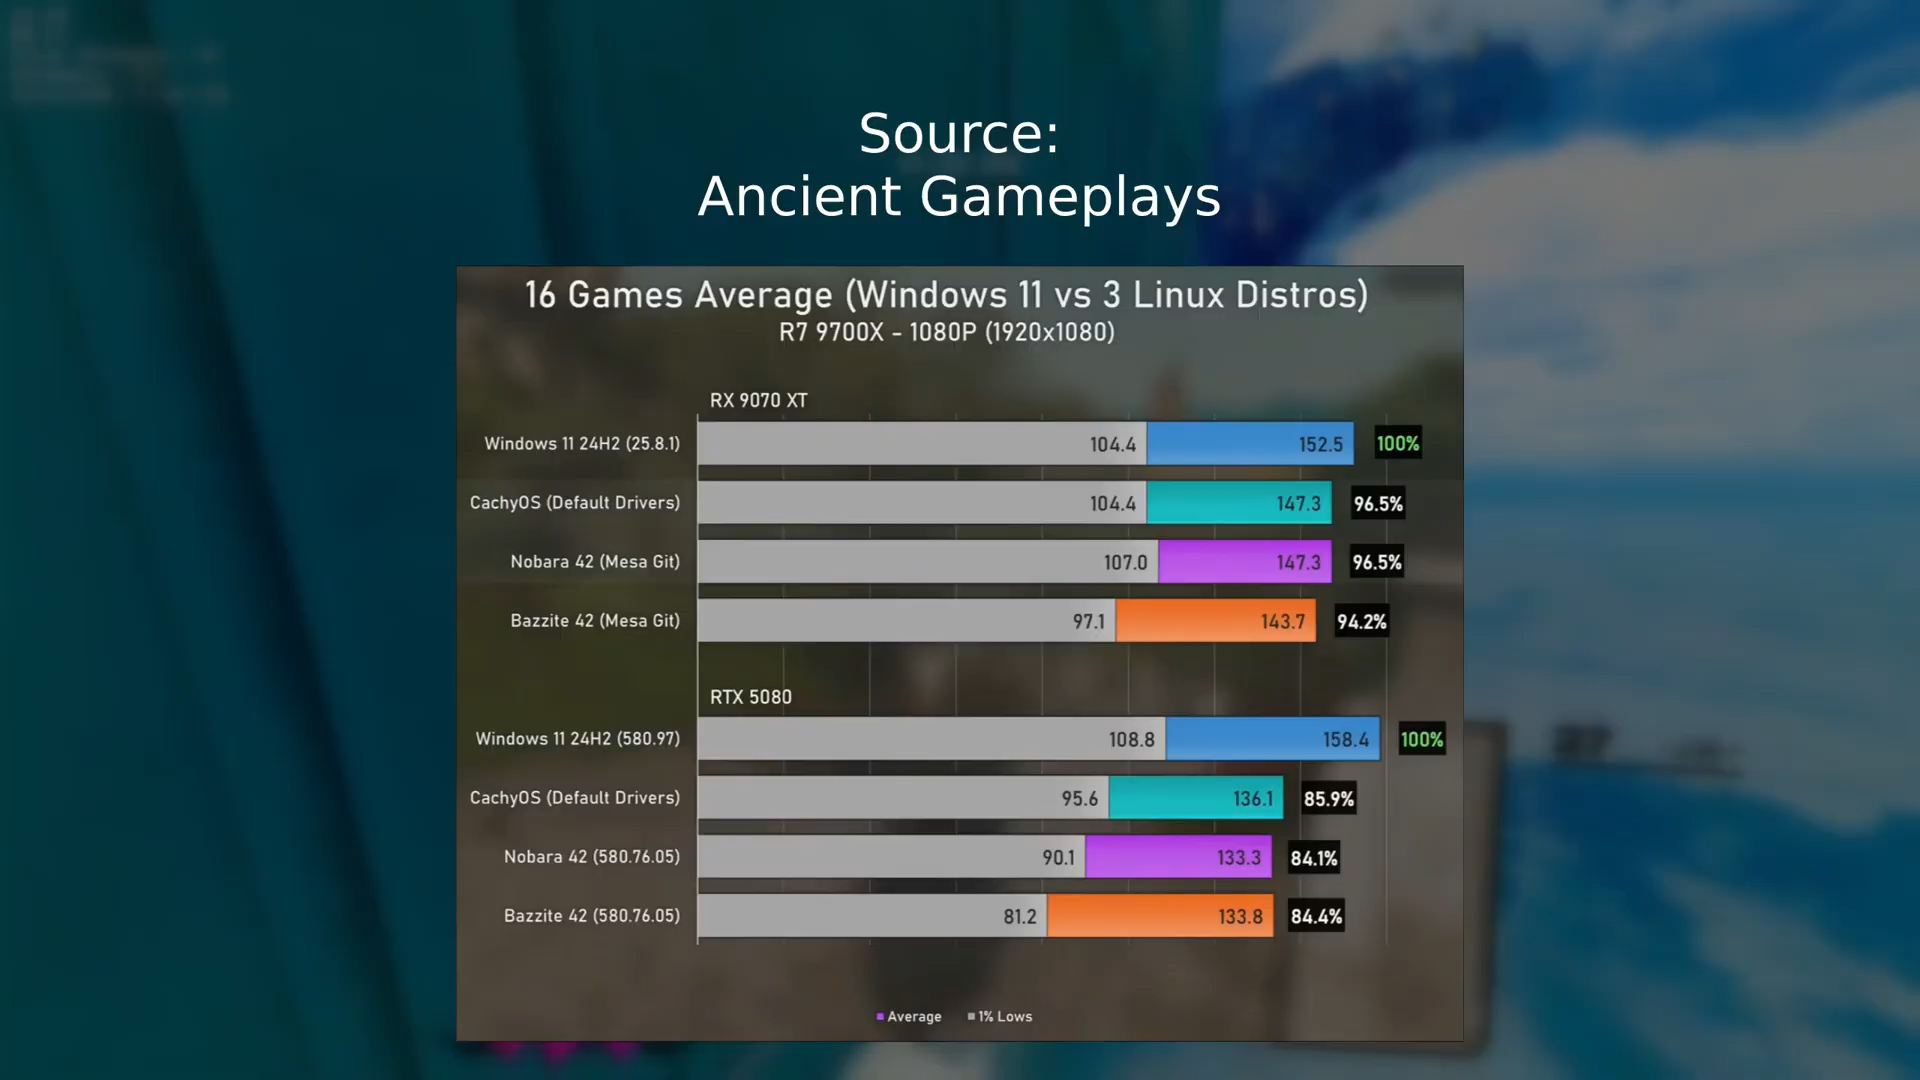 Source:
Ancient Gameplays
16 Games Average (Windows 11 vs 3 Linux Distros)
R7 9700X - 1080P (1920x1080)
RX 9070 XT
Windows 11 24H2 (25.8.1) 104.4 152.5 100%
CachyOS (Default Drivers) 104.4 147.3 96.5%
Nobara 42 (Mesa Git) 107.0 147.3 96.5%
Bazzite 42 (Mesa Git) 97.1 143.7 94.2%
RTX 5080
Windows 11 24H2 (580.97) 108.8 158.4 100%
CachyOS (Default Drivers) 95.6 136.1 85.9%
Nobara 42 (580.76.05) 90.1 133.3 84.1%
Bazzite 42 (580.76.05) 81.2 133.8 84.4%
Average 1% Lows